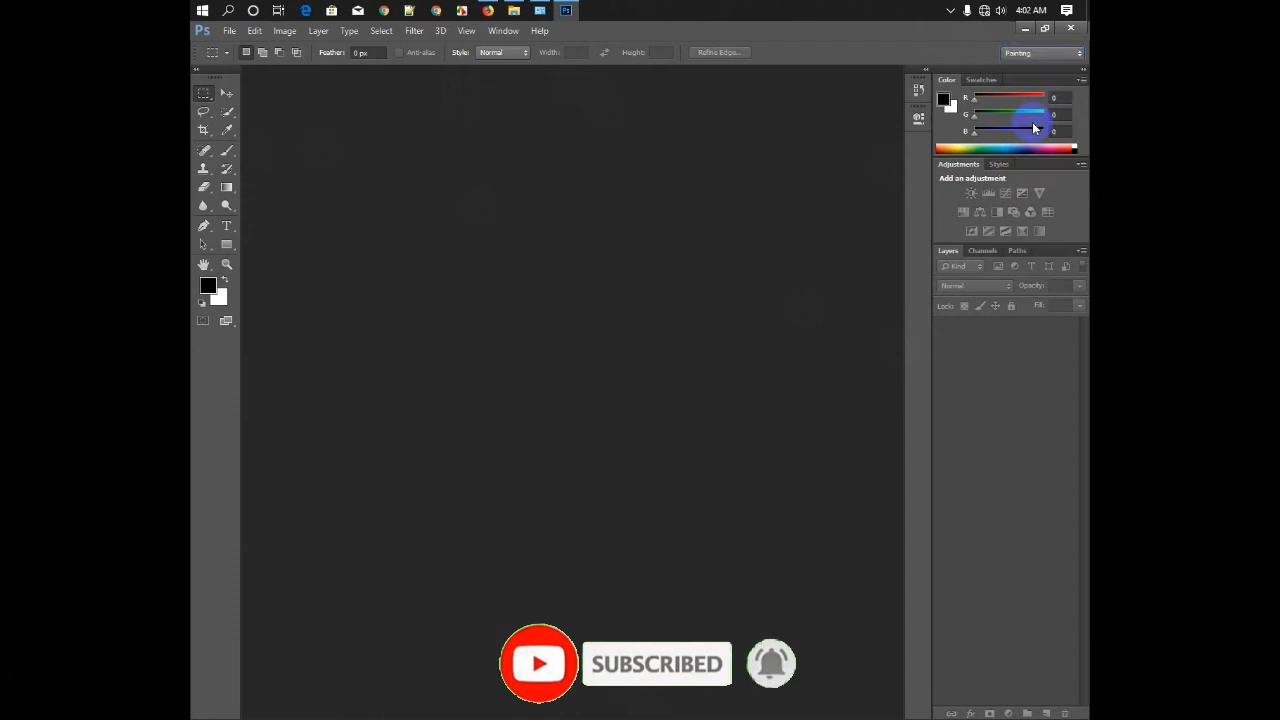 4:02 AM
Ps File Edit Image Layer Type Select Filter 3D View Window Help
Feather: 0 px Anti-alias Style: Normal Width: Height: Refine Edge... Painting
Color Swatches
R 0
G 0
B 0
Adjustments Styles
Add an adjustment
Layers Channels Paths
Kind
Normal Opacity:
Lock: Fill:
SUBSCRIBED